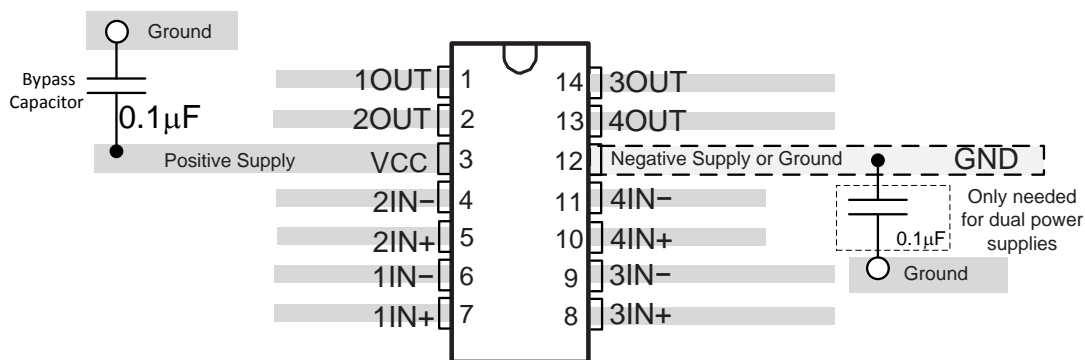 Ground
Bypass
Capacitor
0.1μF
Positive Supply
VCC
1OUT 1
2OUT 2
3
2IN− 4
2IN+ 5
1IN− 6
1IN+ 7
14 3OUT
13 4OUT
12 Negative Supply or Ground GND
11 4IN−
10 4IN+
9 3IN−
8 3IN+
0.1μF
Only needed
for dual power
supplies
Ground